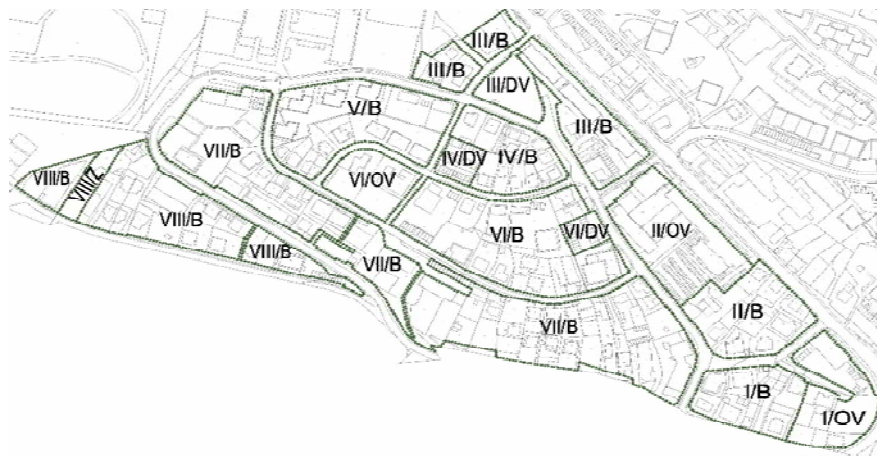 III/B
III/B
III/DV
V/B
III/B
VII/B
IV/DV
IV/B
VIII/B
VIII/Z
VI/OV
VIII/B
VI/B
VI/DV
II/OV
VIII/B
VII/B
II/B
VII/B
I/B
I/OV